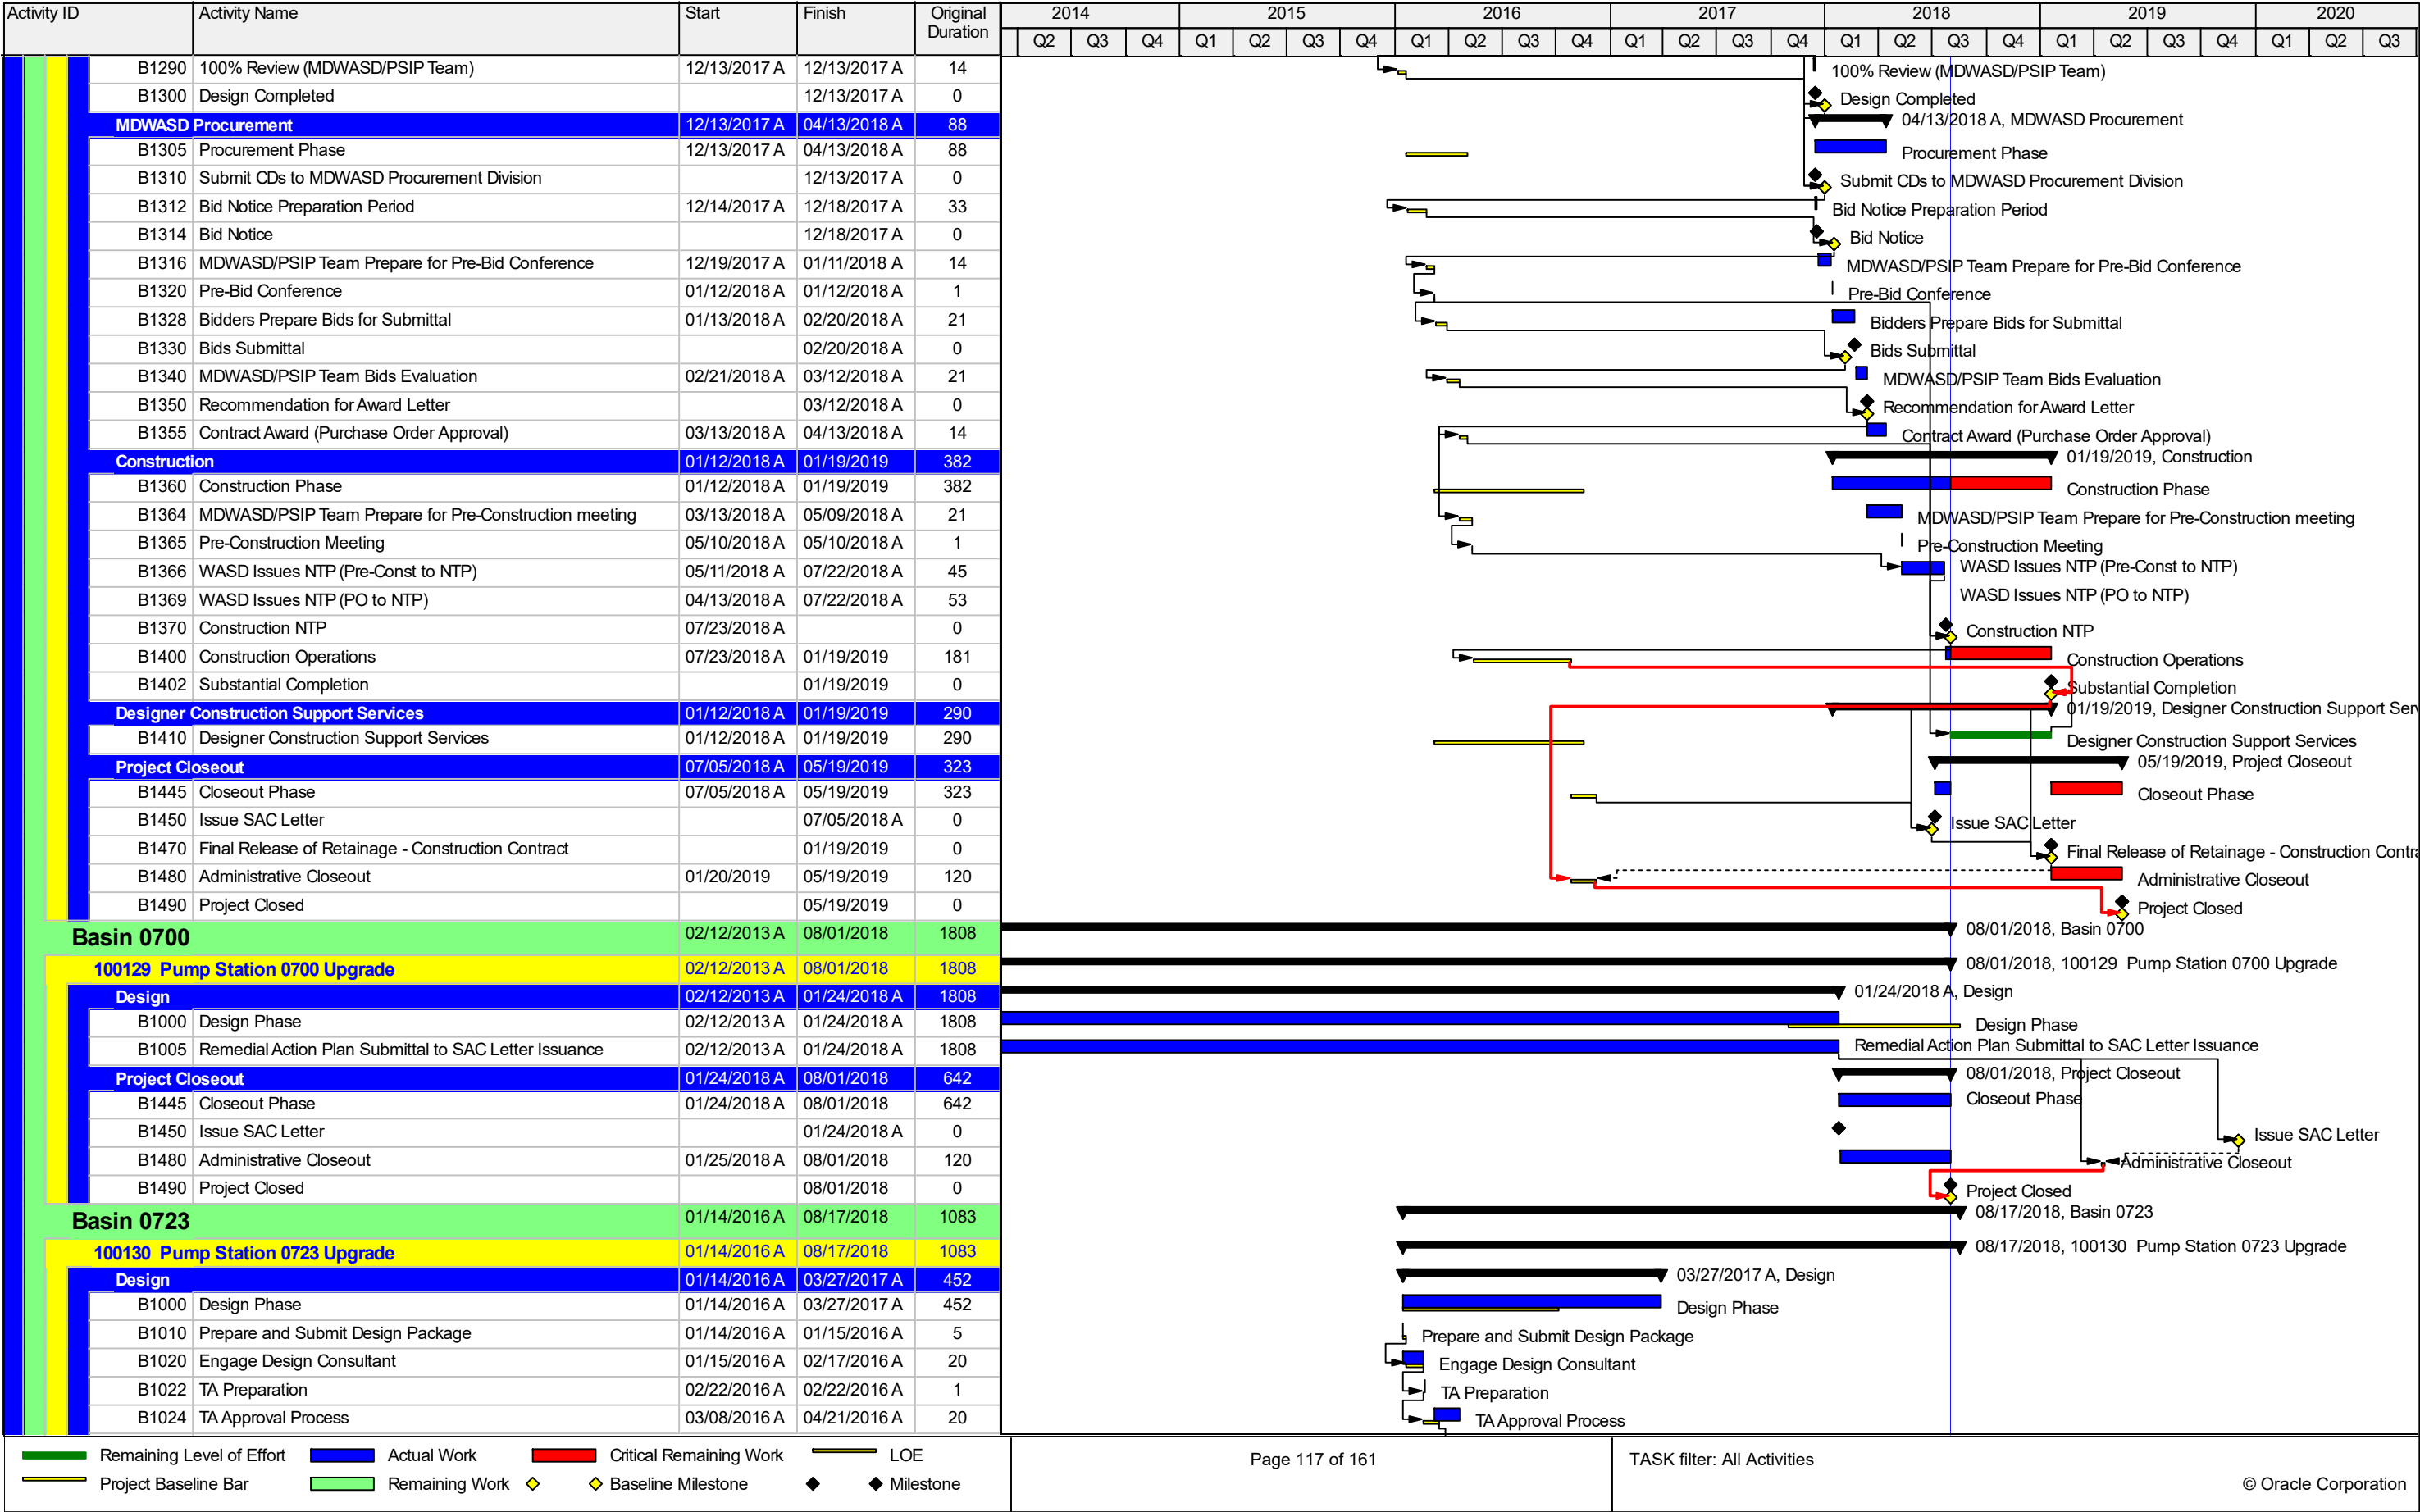 Activity ID Activity Name Start Finish Original Duration 2014 2015 2016 2017 2018 2019 2020
Q2 Q3 Q4 Q1 Q2 Q3 Q4 Q1 Q2 Q3 Q4 Q1 Q2 Q3 Q4 Q1 Q2 Q3 Q4 Q1 Q2 Q3 Q4 Q1 Q2 Q3
B1290 100% Review (MDWASD/PSIP Team) 12/13/2017 A 12/13/2017 A 14 100% Review (MDWASD/PSIP Team)
B1300 Design Completed 12/13/2017 A 0 Design Completed
MDWASD Procurement 12/13/2017 A 04/13/2018 A 88 04/13/2018 A, MDWASD Procurement
B1305 Procurement Phase 12/13/2017 A 04/13/2018 A 88 Procurement Phase
B1310 Submit CDs to MDWASD Procurement Division 12/13/2017 A 0 Submit CDs to MDWASD Procurement Division
B1312 Bid Notice Preparation Period 12/14/2017 A 12/18/2017 A 33 Bid Notice Preparation Period
B1314 Bid Notice 12/18/2017 A 0 Bid Notice
B1316 MDWASD/PSIP Team Prepare for Pre-Bid Conference 12/19/2017 A 01/11/2018 A 14 MDWASD/PSIP Team Prepare for Pre-Bid Conference
B1320 Pre-Bid Conference 01/12/2018 A 01/12/2018 A 1 Pre-Bid Conference
B1328 Bidders Prepare Bids for Submittal 01/13/2018 A 02/20/2018 A 21 Bidders Prepare Bids for Submittal
B1330 Bids Submittal 02/20/2018 A 0 Bids Submittal
B1340 MDWASD/PSIP Team Bids Evaluation 02/21/2018 A 03/12/2018 A 21 MDWASD/PSIP Team Bids Evaluation
B1350 Recommendation for Award Letter 03/12/2018 A 0 Recommendation for Award Letter
B1355 Contract Award (Purchase Order Approval) 03/13/2018 A 04/13/2018 A 14 Contract Award (Purchase Order Approval)
Construction 01/12/2018 A 01/19/2019 382 01/19/2019, Construction
B1360 Construction Phase 01/12/2018 A 01/19/2019 382 Construction Phase
B1364 MDWASD/PSIP Team Prepare for Pre-Construction meeting 03/13/2018 A 05/09/2018 A 21 MDWASD/PSIP Team Prepare for Pre-Construction meeting
B1365 Pre-Construction Meeting 05/10/2018 A 05/10/2018 A 1 Pre-Construction Meeting
B1366 WASD Issues NTP (Pre-Const to NTP) 05/11/2018 A 07/22/2018 A 45 WASD Issues NTP (Pre-Const to NTP)
B1369 WASD Issues NTP (PO to NTP) 04/13/2018 A 07/22/2018 A 53 WASD Issues NTP (PO to NTP)
B1370 Construction NTP 07/23/2018 A 0 Construction NTP
B1400 Construction Operations 07/23/2018 A 01/19/2019 181 Construction Operations
B1402 Substantial Completion 01/19/2019 0 Substantial Completion
Designer Construction Support Services 01/12/2018 A 01/19/2019 290 01/19/2019, Designer Construction Support Serv
B1410 Designer Construction Support Services 01/12/2018 A 01/19/2019 290 Designer Construction Support Services
Project Closeout 07/05/2018 A 05/19/2019 323 05/19/2019, Project Closeout
B1445 Closeout Phase 07/05/2018 A 05/19/2019 323 Closeout Phase
B1450 Issue SAC Letter 07/05/2018 A 0 Issue SAC Letter
B1470 Final Release of Retainage - Construction Contract 01/19/2019 0 Final Release of Retainage - Construction Contra
B1480 Administrative Closeout 01/20/2019 05/19/2019 120 Administrative Closeout
B1490 Project Closed 05/19/2019 0 Project Closed
Basin 0700 02/12/2013 A 08/01/2018 1808 08/01/2018, Basin 0700
100129 Pump Station 0700 Upgrade 02/12/2013 A 08/01/2018 1808 08/01/2018, 100129 Pump Station 0700 Upgrade
Design 02/12/2013 A 01/24/2018 A 1808 01/24/2018 A, Design
B1000 Design Phase 02/12/2013 A 01/24/2018 A 1808 Design Phase
B1005 Remedial Action Plan Submittal to SAC Letter Issuance 02/12/2013 A 01/24/2018 A 1808 Remedial Action Plan Submittal to SAC Letter Issuance
Project Closeout 01/24/2018 A 08/01/2018 642 08/01/2018, Project Closeout
B1445 Closeout Phase 01/24/2018 A 08/01/2018 642 Closeout Phase
B1450 Issue SAC Letter 01/24/2018 A 0 Issue SAC Letter
B1480 Administrative Closeout 01/25/2018 A 08/01/2018 120 Administrative Closeout
B1490 Project Closed 08/01/2018 0 Project Closed
Basin 0723 01/14/2016 A 08/17/2018 1083 08/17/2018, Basin 0723
100130 Pump Station 0723 Upgrade 01/14/2016 A 08/17/2018 1083 08/17/2018, 100130 Pump Station 0723 Upgrade
Design 01/14/2016 A 03/27/2017 A 452 03/27/2017 A, Design
B1000 Design Phase 01/14/2016 A 03/27/2017 A 452 Design Phase
B1010 Prepare and Submit Design Package 01/14/2016 A 01/15/2016 A 5 Prepare and Submit Design Package
B1020 Engage Design Consultant 01/15/2016 A 02/17/2016 A 20 Engage Design Consultant
B1022 TA Preparation 02/22/2016 A 02/22/2016 A 1 TA Preparation
B1024 TA Approval Process 03/08/2016 A 04/21/2016 A 20 TA Approval Process
Remaining Level of Effort Actual Work Critical Remaining Work LOE Page 117 of 161 TASK filter: All Activities
Project Baseline Bar Remaining Work Baseline Milestone Milestone © Oracle Corporation